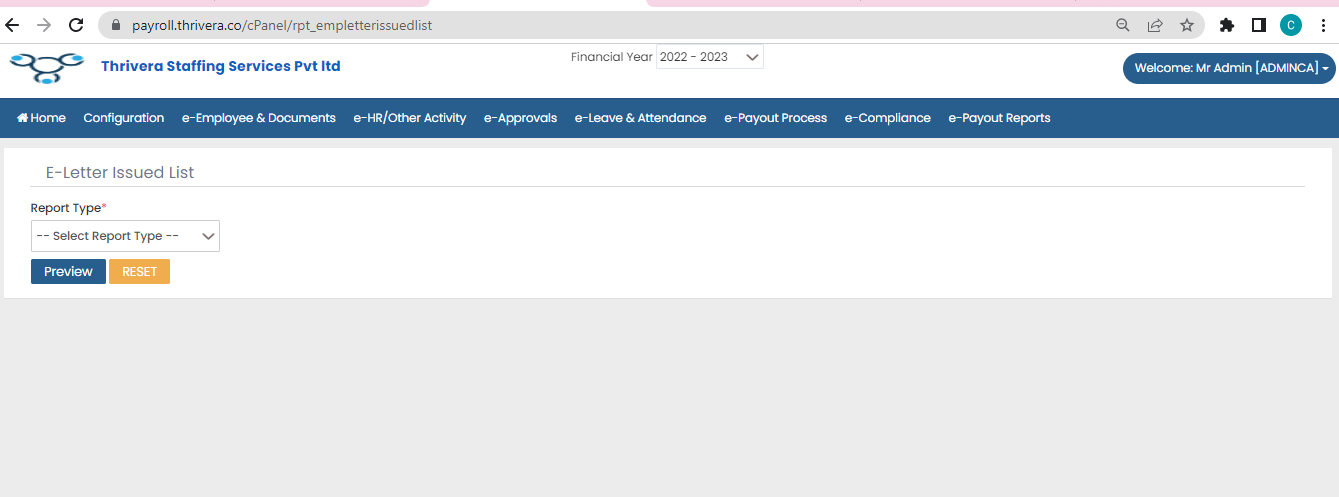 payroll.thrivera.co/cPanel/rpt_empletterissuedlist
C
Thrivera Staffing Services Pvt ltd
Financial Year 2022 - 2023
Welcome: Mr Admin [ADMINCA]
Home Configuration e-Employee & Documents e-HR/Other Activity e-Approvals e-Leave & Attendance e-Payout Process e-Compliance e-Payout Reports
E-Letter Issued List
Report Type*
-- Select Report Type --
Preview RESET